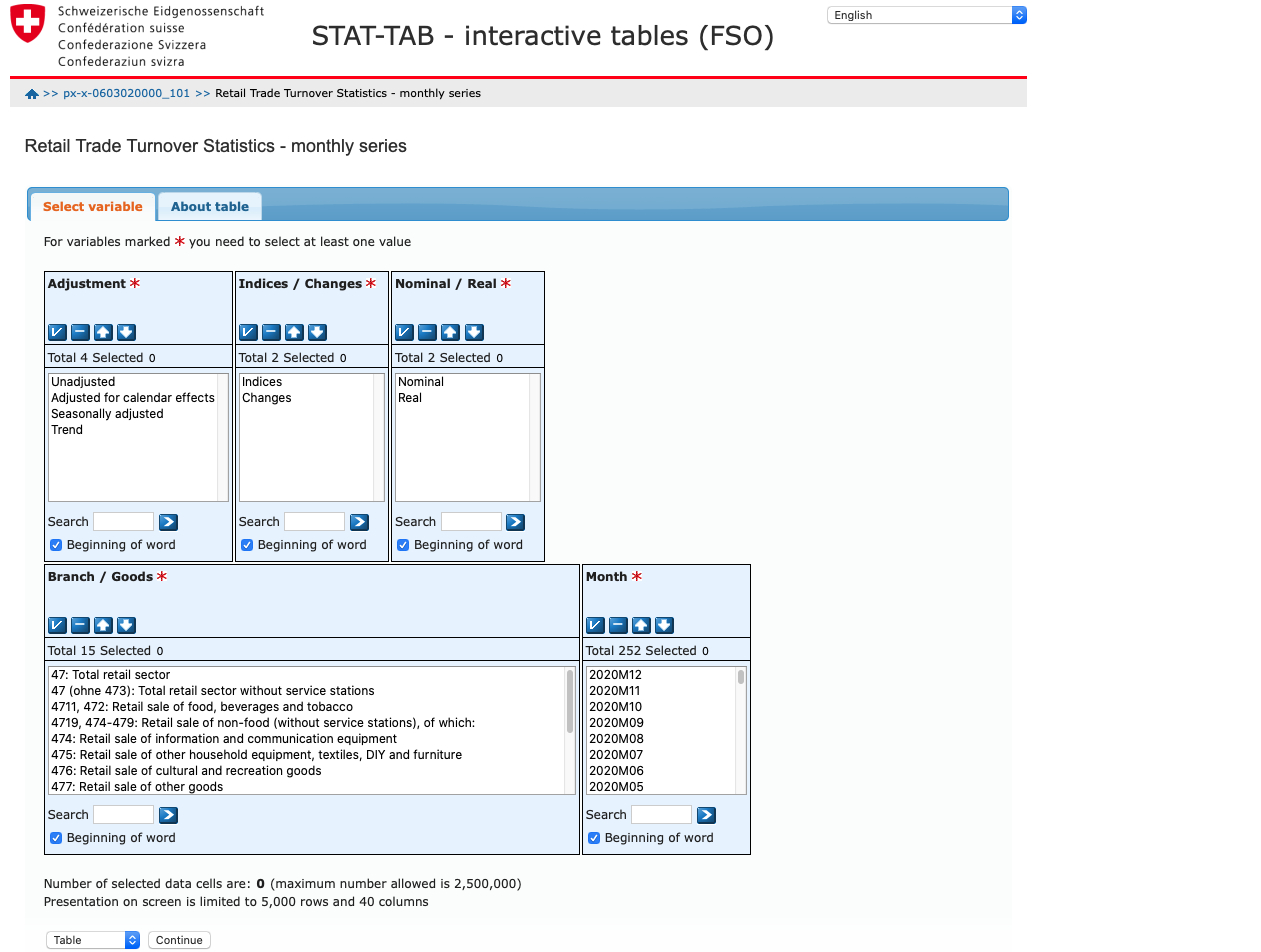 Schweizerische Eidgenossenschaft
Confédération suisse
Confederazione Svizzera
Confederaziun svizra
STAT-TAB - interactive tables (FSO)
English
>> px-x-0603020000_101 >> Retail Trade Turnover Statistics - monthly series
Retail Trade Turnover Statistics - monthly series
Select variable
About table
For variables marked * you need to select at least one value
Adjustment *
Total 4 Selected 0
Unadjusted
Adjusted for calendar effects
Seasonally adjusted
Trend
Search
Beginning of word
Indices / Changes *
Total 2 Selected 0
Indices
Changes
Search
Beginning of word
Nominal / Real *
Total 2 Selected 0
Nominal
Real
Search
Beginning of word
Branch / Goods *
Total 15 Selected 0
47: Total retail sector
47 (ohne 473): Total retail sector without service stations
4711, 472: Retail sale of food, beverages and tobacco
4719, 474-479: Retail sale of non-food (without service stations), of which:
474: Retail sale of information and communication equipment
475: Retail sale of other household equipment, textiles, DIY and furniture
476: Retail sale of cultural and recreation goods
477: Retail sale of other goods
Search
Beginning of word
Month *
Total 252 Selected 0
2020M12
2020M11
2020M10
2020M09
2020M08
2020M07
2020M06
2020M05
Search
Beginning of word
Number of selected data cells are: 0 (maximum number allowed is 2,500,000)
Presentation on screen is limited to 5,000 rows and 40 columns
Table
Continue